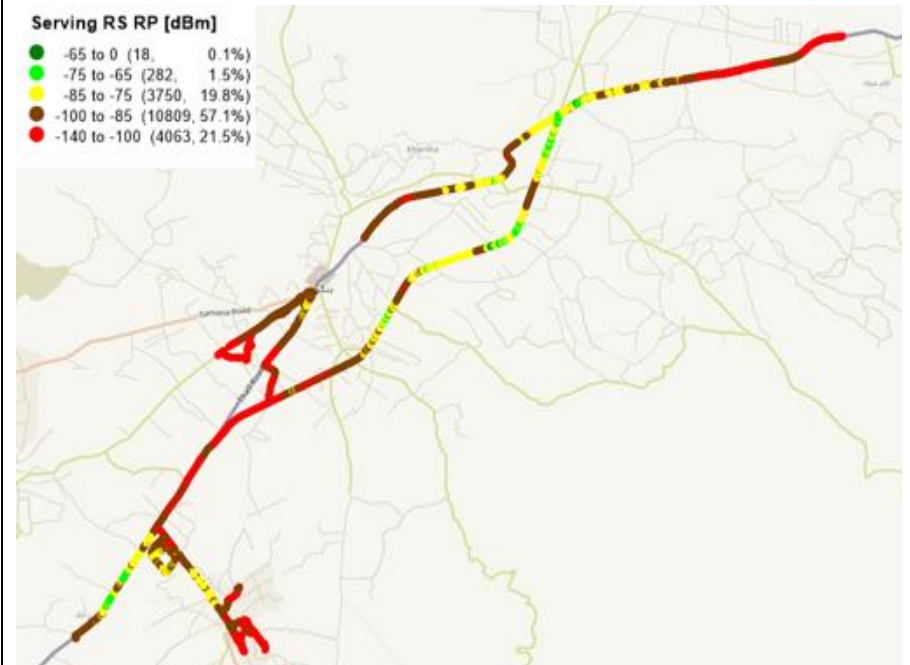 Serving RS RP [dBm]
-65 to 0 (18, 0.1%)
-75 to -65 (282, 1.5%)
-85 to -75 (3750, 19.8%)
-100 to -85 (10809, 57.1%)
-140 to -100 (4063, 21.5%)